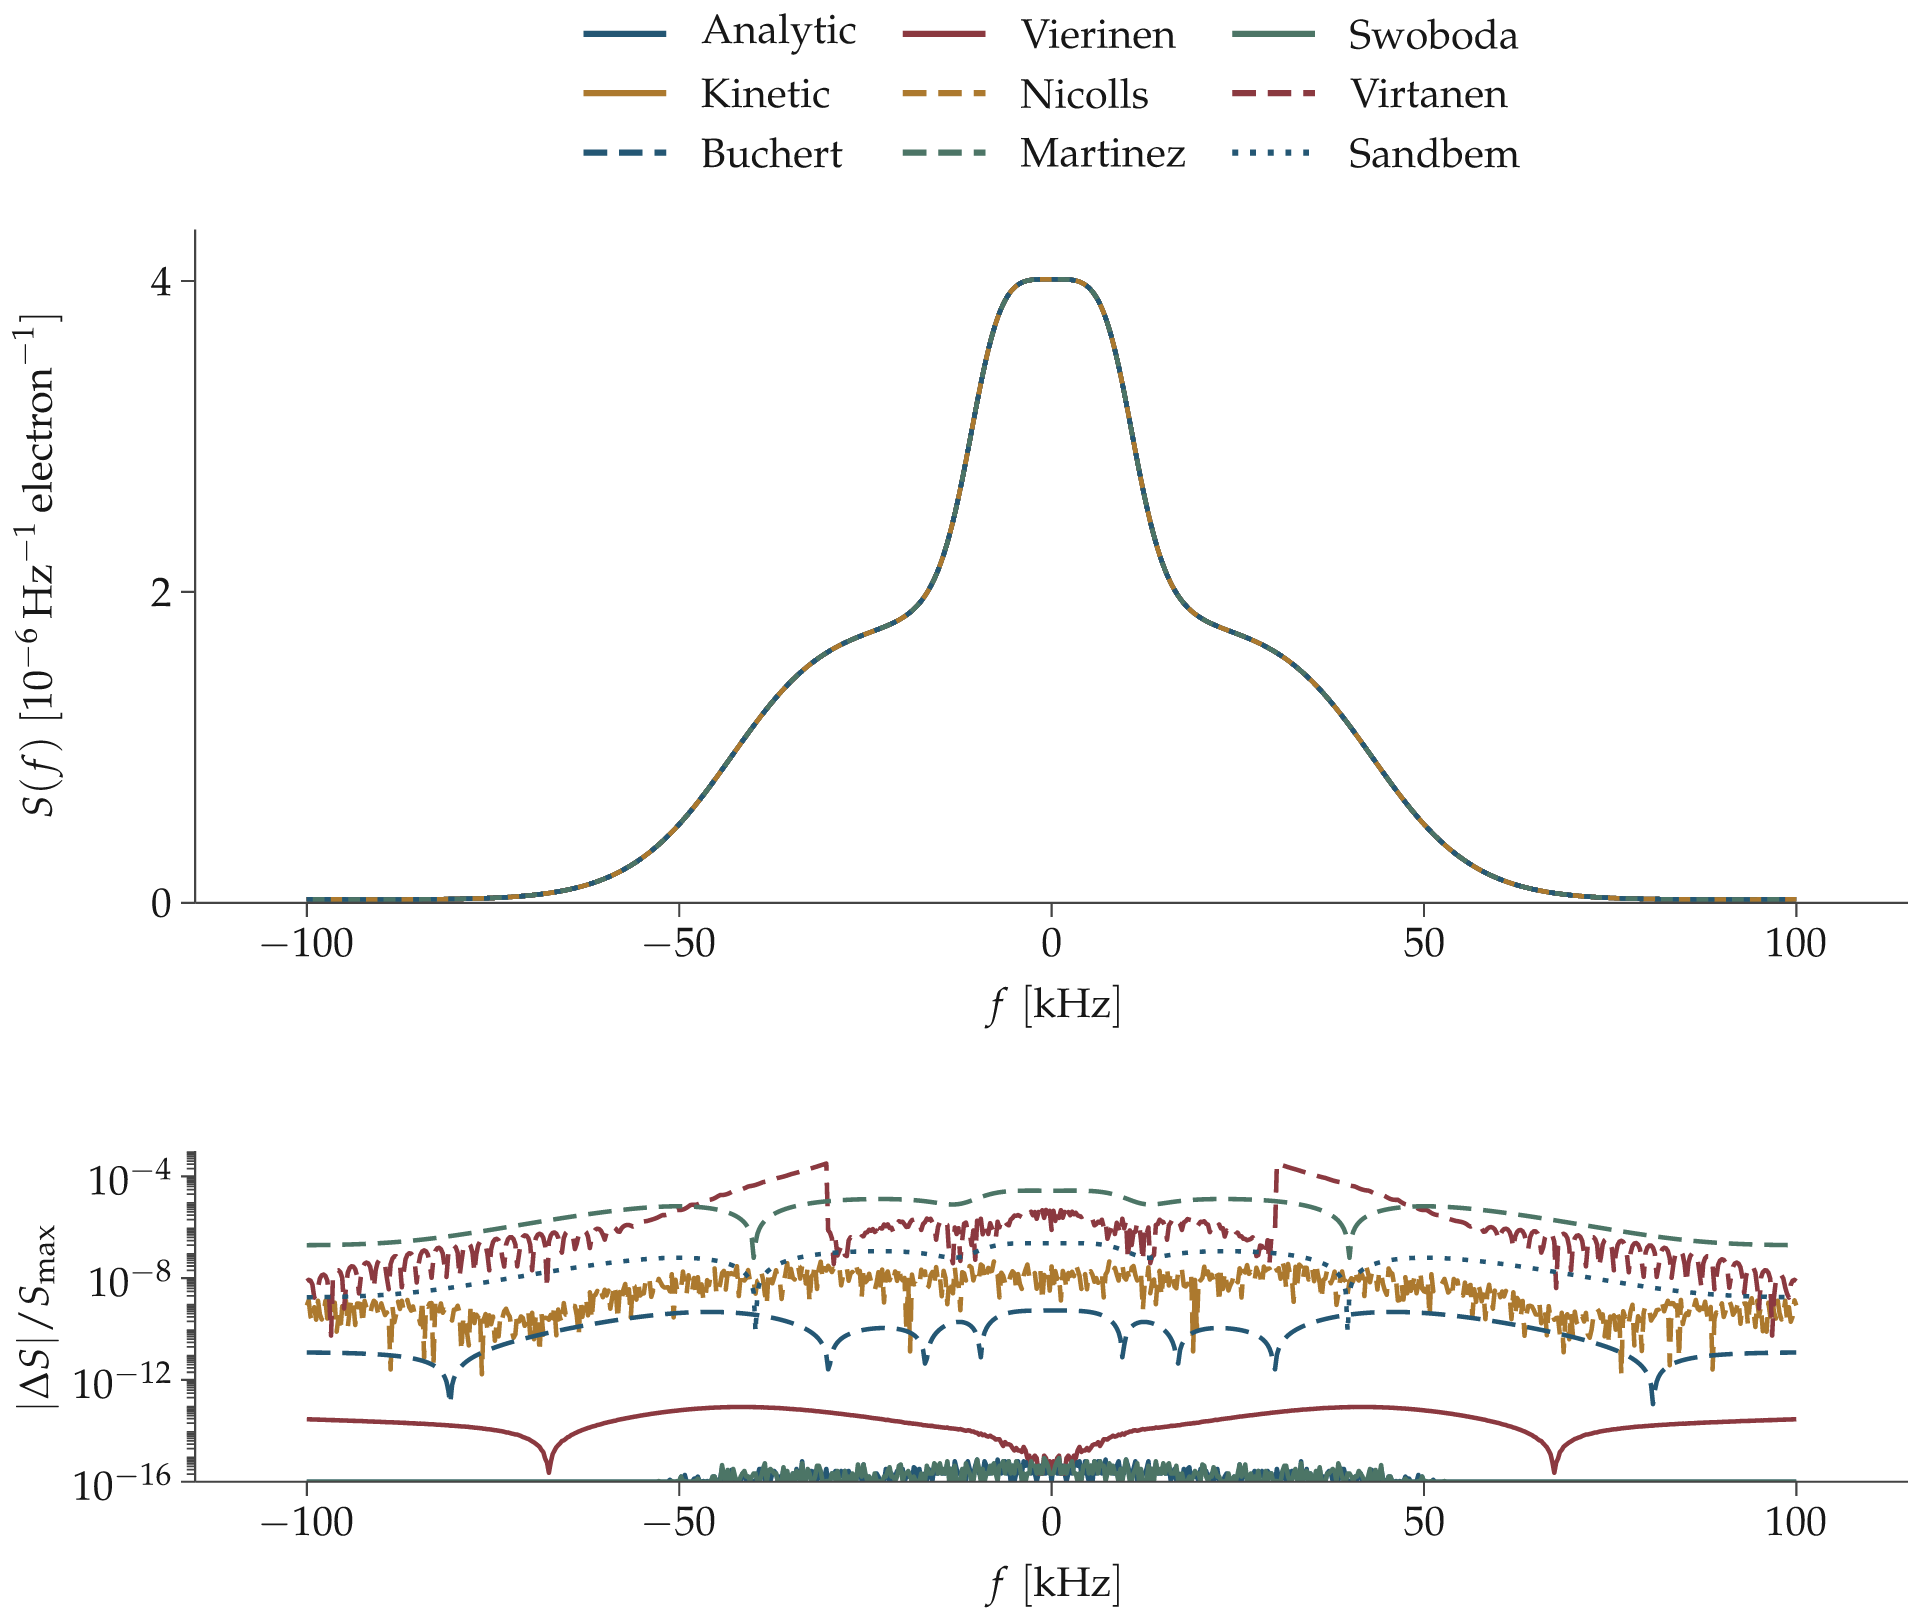 Analytic Vierinen Swoboda
Kinetic Nicolls Virtanen
Buchert Martinez Sandbem
4
2
0
S(f) [10⁻⁶ Hz⁻¹ electron⁻¹]
−100 −50 0 50 100
f [kHz]
10⁻⁴
10⁻⁸
10⁻¹²
10⁻¹⁶
|ΔS|/Smax
−100 −50 0 50 100
f [kHz]